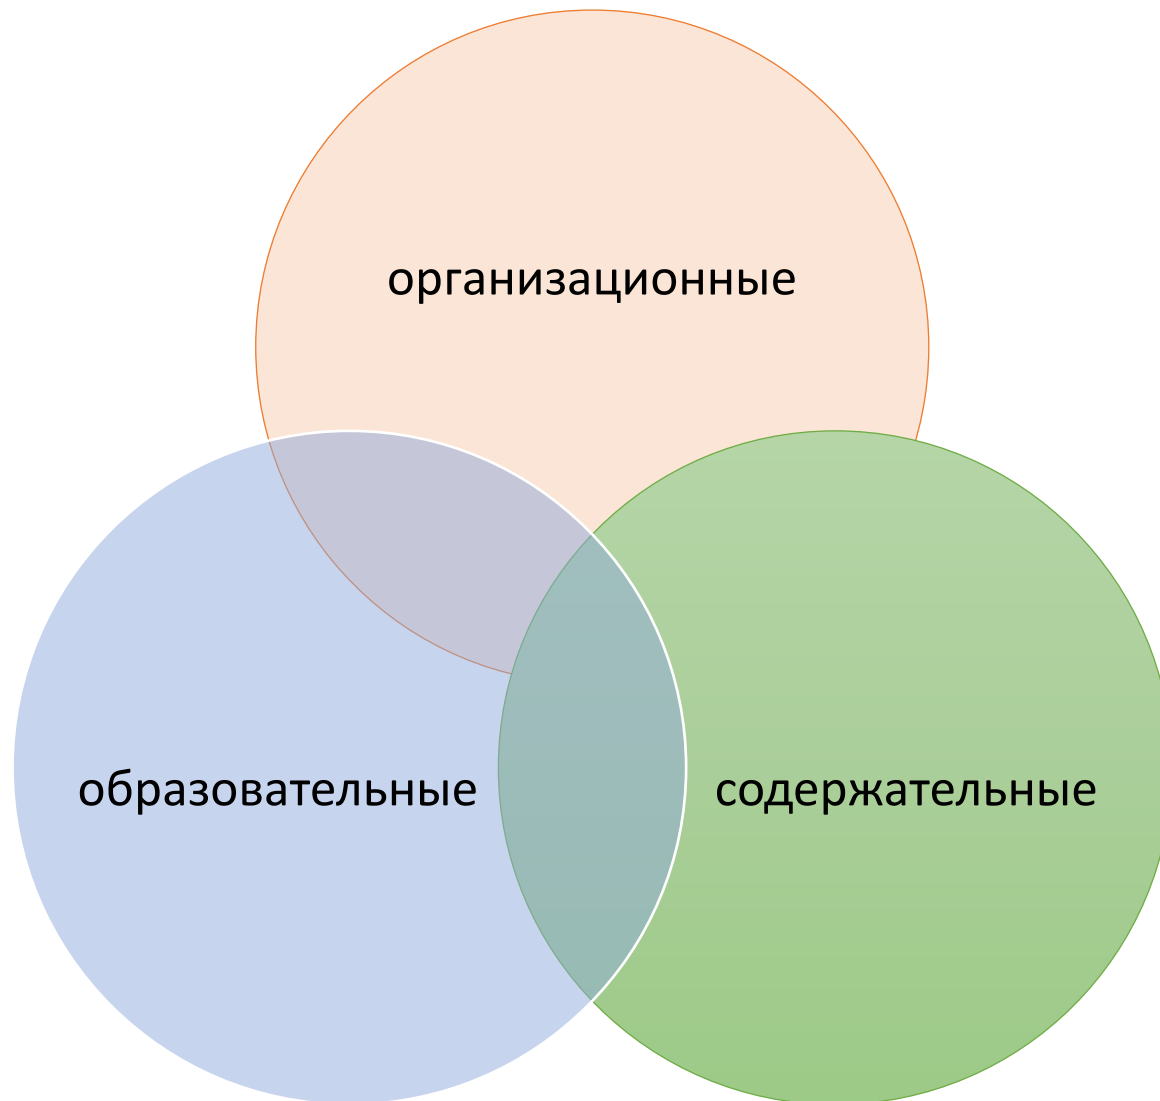 организационные
образовательные
содержательные